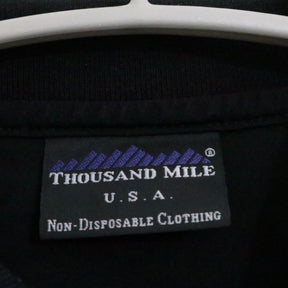 ®
THOUSAND MILE
U.S.A.
NON-DISPOSABLE CLOTHING